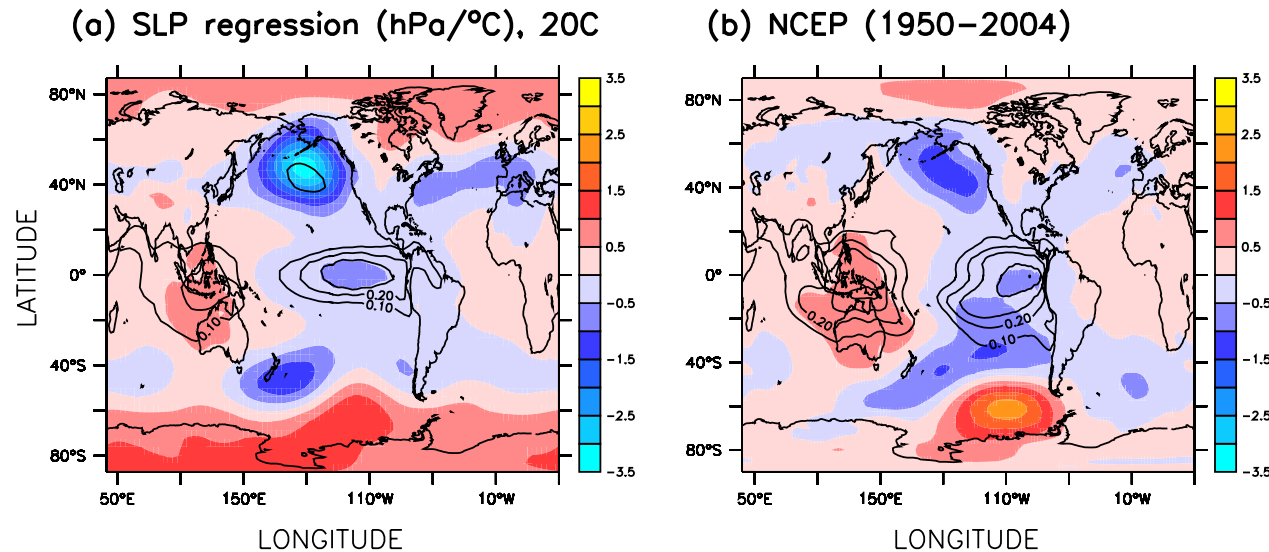 (a) SLP regression (hPa/°C), 20C
(b) NCEP (1950−2004)
80°N
40°N
0°
40°S
80°S
LATITUDE
50°E
150°E
110°W
10°W
LONGITUDE
0.20
0.10
0.10
3.5
2.5
1.5
0.5
−0.5
−1.5
−2.5
−3.5
80°N
40°N
0°
40°S
80°S
50°E
150°E
110°W
10°W
LONGITUDE
0.20
0.20
0.10
3.5
2.5
1.5
0.5
−0.5
−1.5
−2.5
−3.5